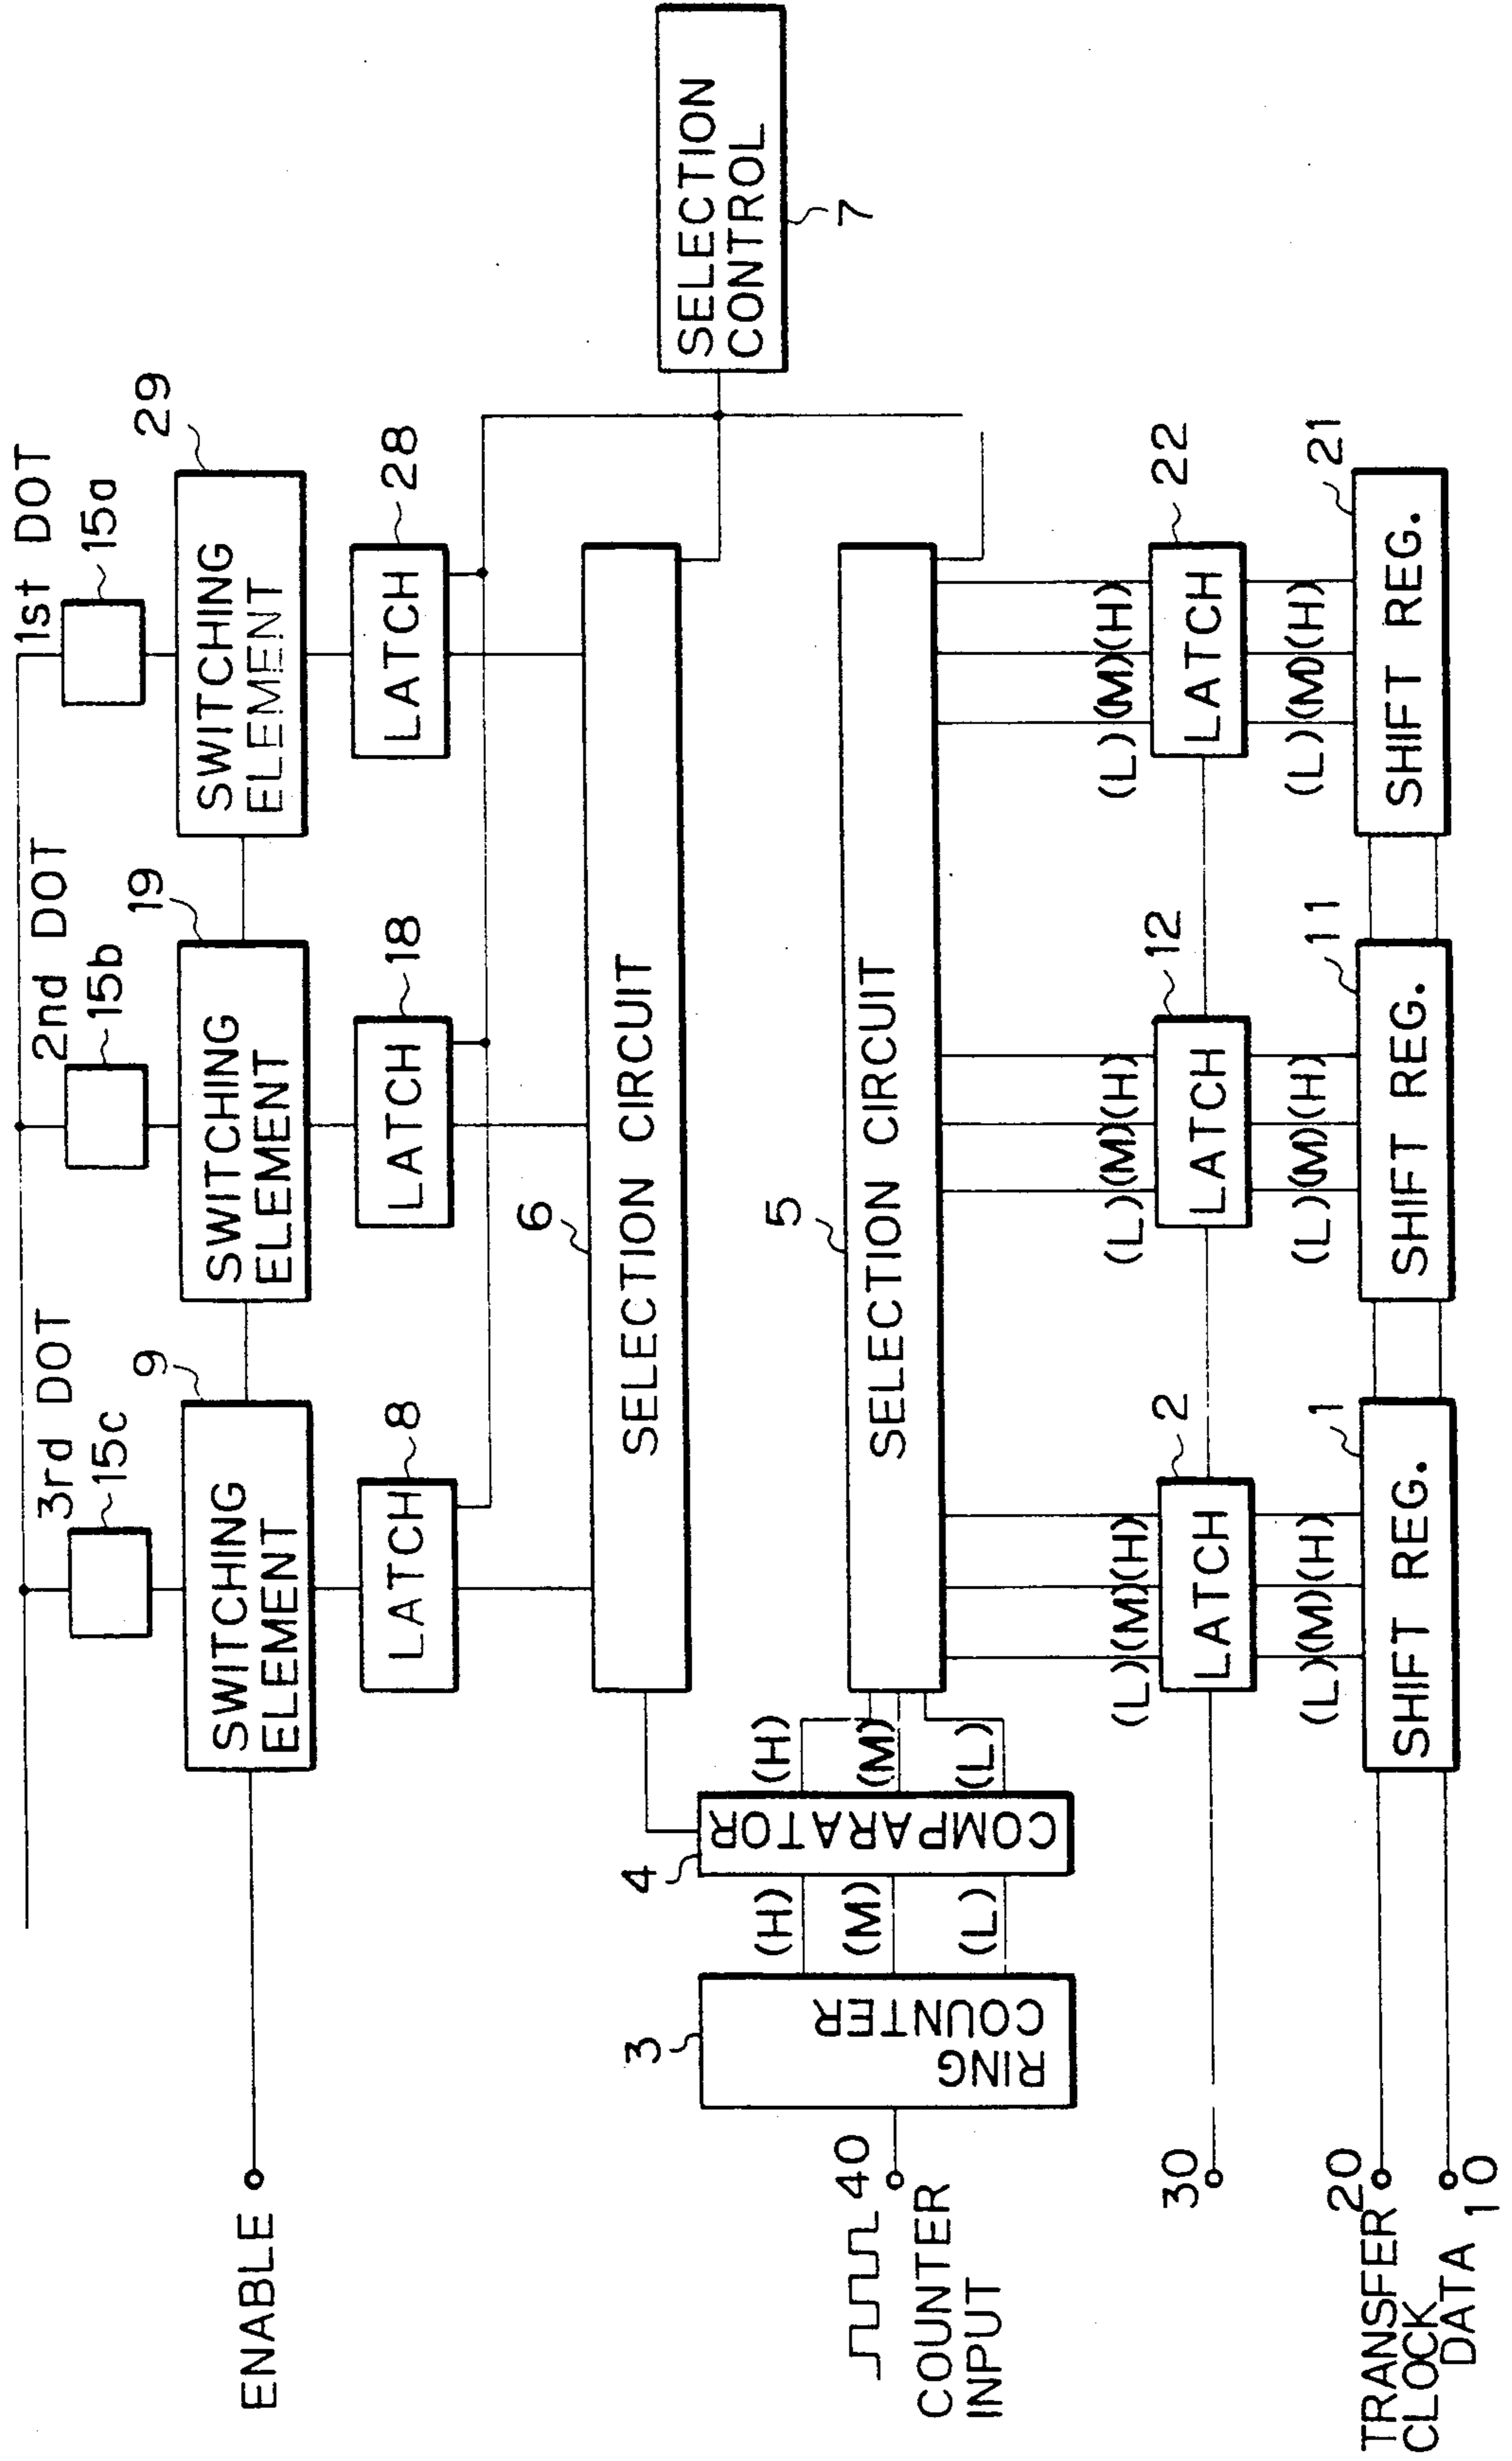 1st DOT
2nd DOT
3rd DOT
15a
15b
15c
29
19
9
SWITCHING
ELEMENT
SWITCHING
ELEMENT
SWITCHING
ELEMENT
ENABLE
28
18
8
LATCH
LATCH
LATCH
6
SELECTION CIRCUIT
SELECTION
CONTROL
7
3
RING
COUNTER
(H)
(M)
(L)
4
COMPARATOR
(H)
(M)
(L)
40
COUNTER
INPUT
5
SELECTION CIRCUIT
(L)(M)(H)
(L)(M)(H)
(L)(M)(H)
2
12
22
LATCH
LATCH
LATCH
30
(L)(M)(H)
(L)(M)(H)
(L)(M)(H)
1
11
21
SHIFT REG.
SHIFT REG.
SHIFT REG.
TRANSFER
CLOCK
20
DATA
10